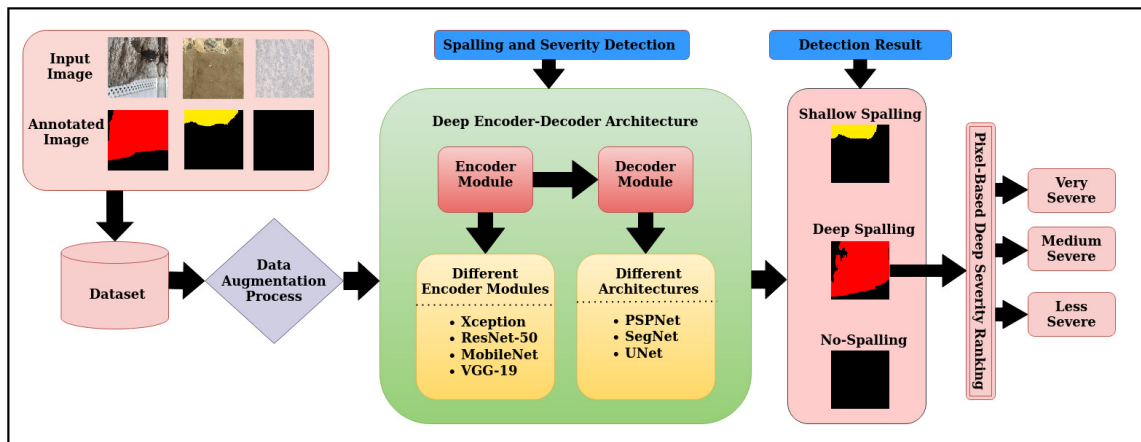 Input
Image
Annotated
Image
Dataset
Data
Augmentation
Process
Spalling and Severity Detection
Deep Encoder-Decoder Architecture
Encoder
Module
Decoder
Module
Different
Encoder Modules
• Xception
• ResNet-50
• MobileNet
• VGG-19
Different
Architectures
• PSPNet
• SegNet
• UNet
Detection Result
Shallow Spalling
Deep Spalling
No-Spalling
Pixel-Based Deep Severity Ranking
Very
Severe
Medium
Severe
Less
Severe